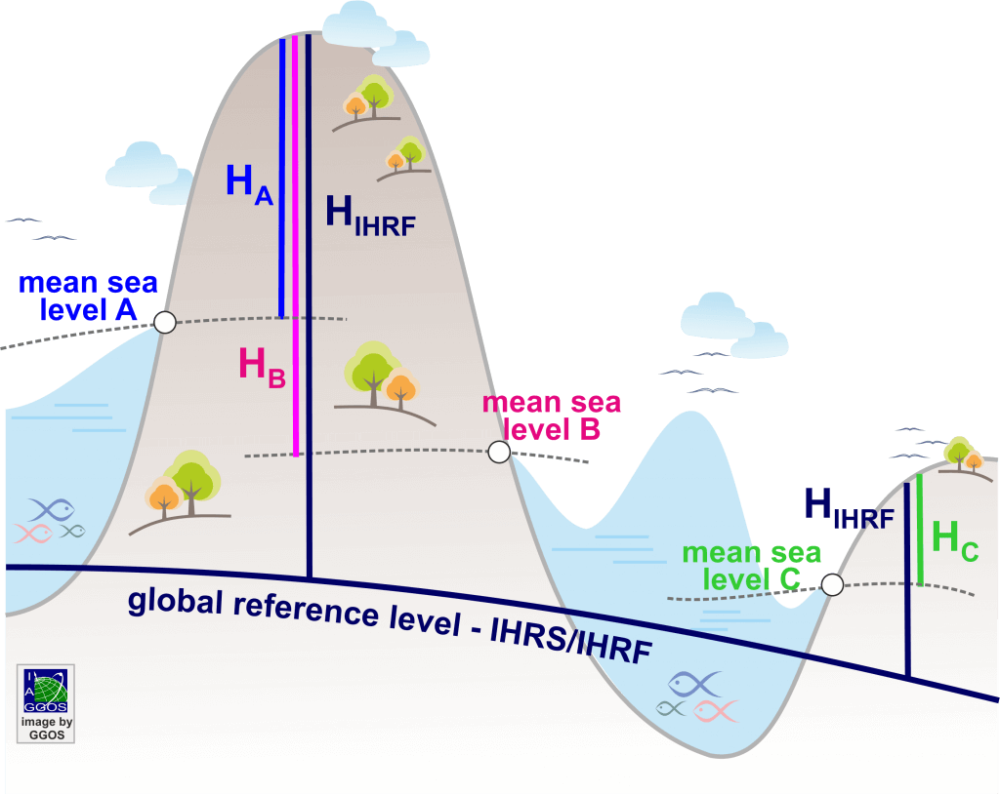 H_A
H_IHRF
mean sea
level A
H_B
mean sea
level B
H_IHRF
mean sea
level C
H_C
global reference level - IHRS/IHRF
I
A
GGOS
image by
GGOS